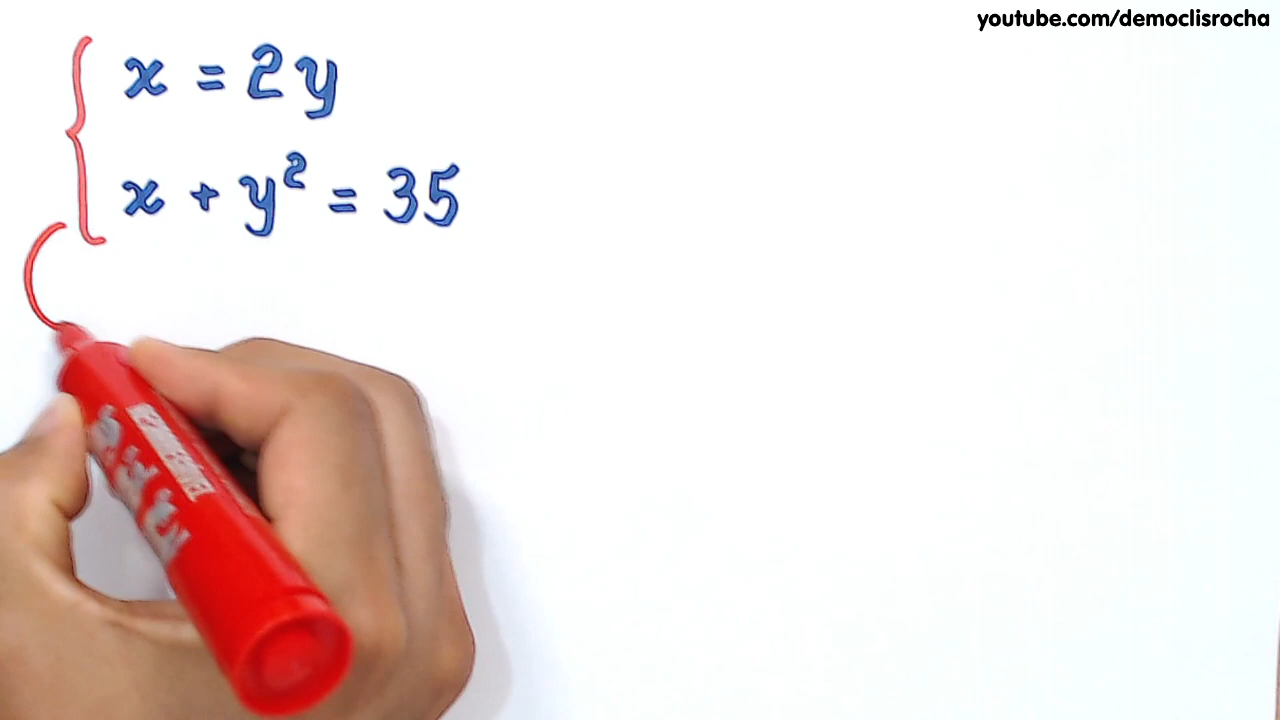 youtube.com/democlisrocha
x = 2y
x + y² = 35